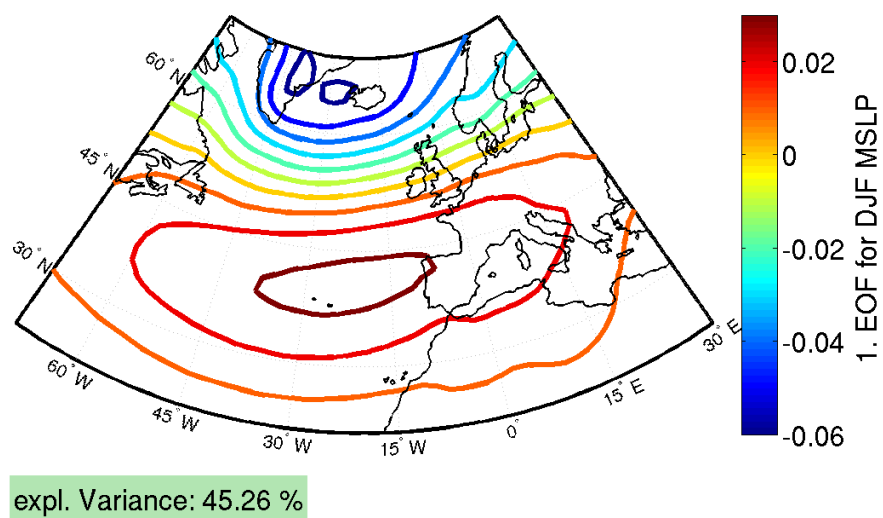 60° N
45° N
30° N
60° W
45° W
30° W
15° W
0°
15° E
30° E
0.02
0
-0.02
-0.04
-0.06
1. EOF for DJF MSLP
expl. Variance: 45.26 %